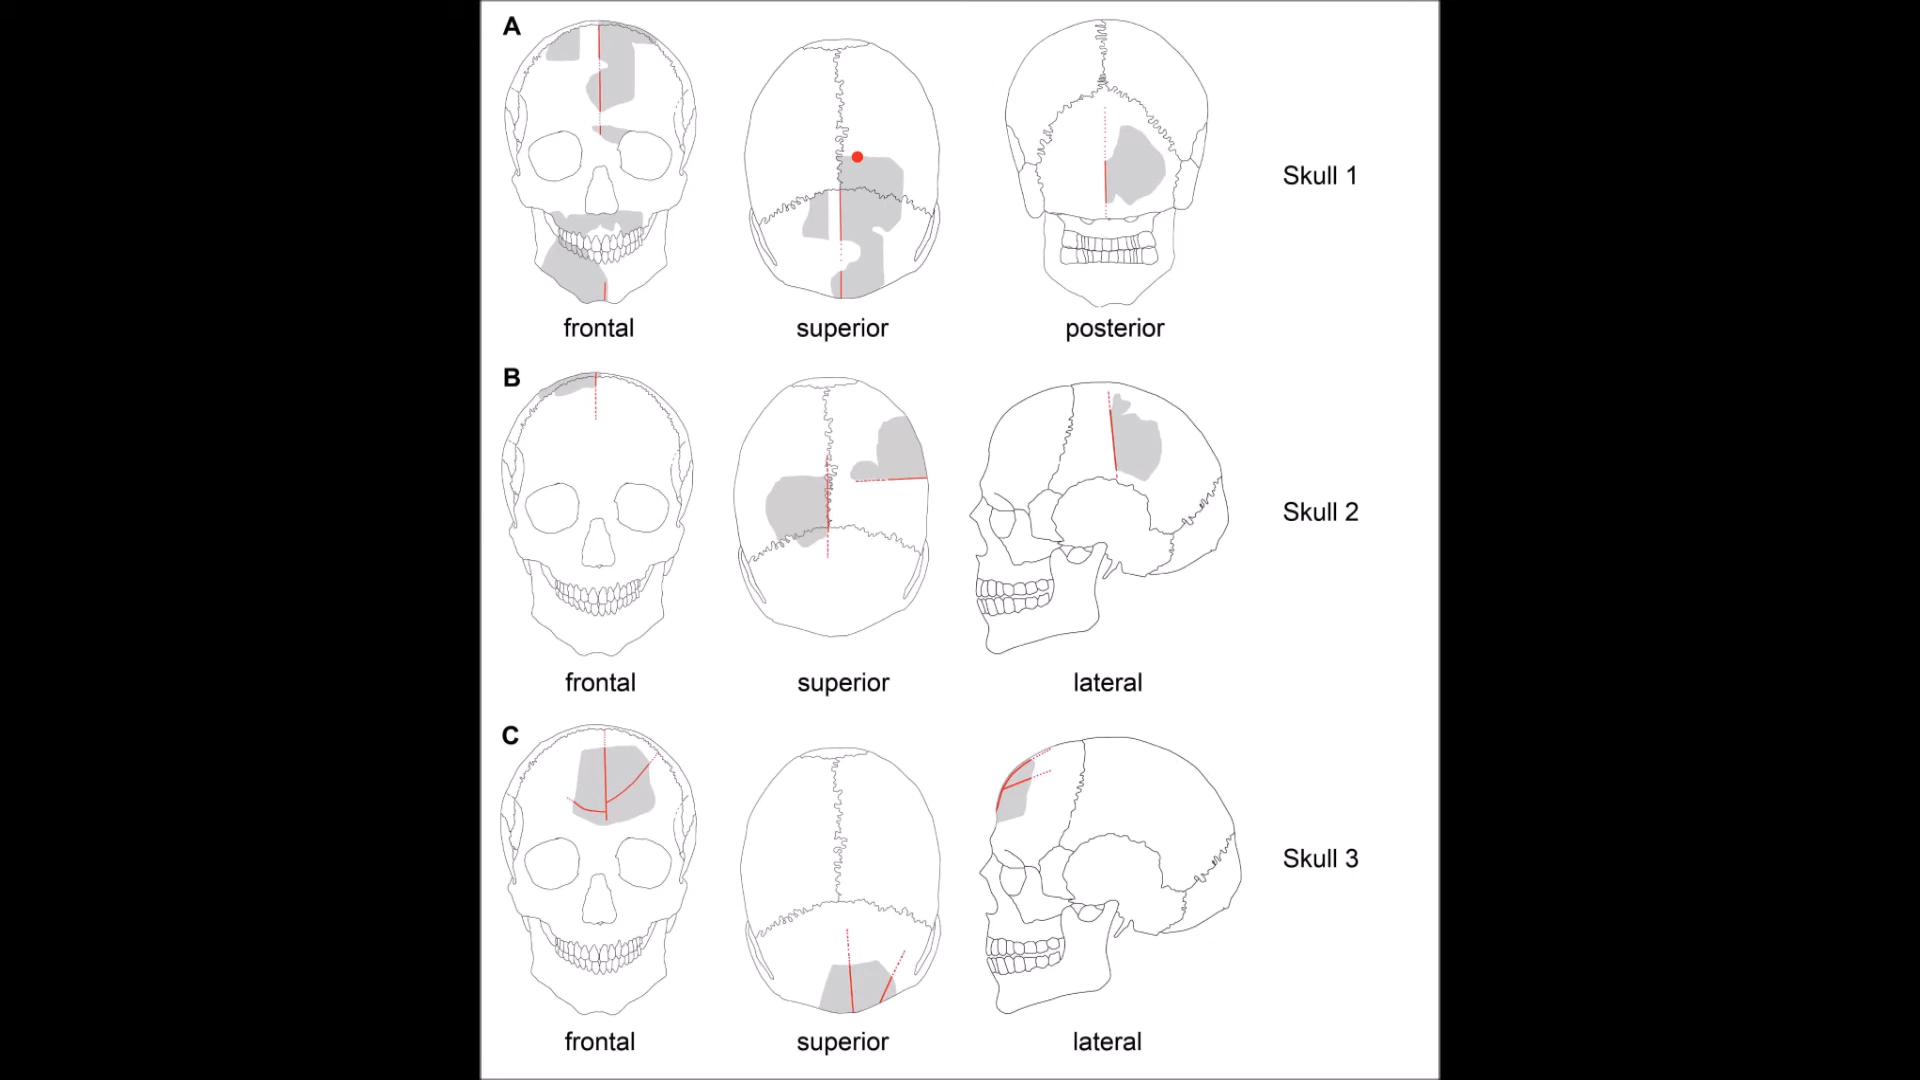 A
Skull 1
frontal superior posterior
B
Skull 2
frontal superior lateral
C
Skull 3
frontal superior lateral